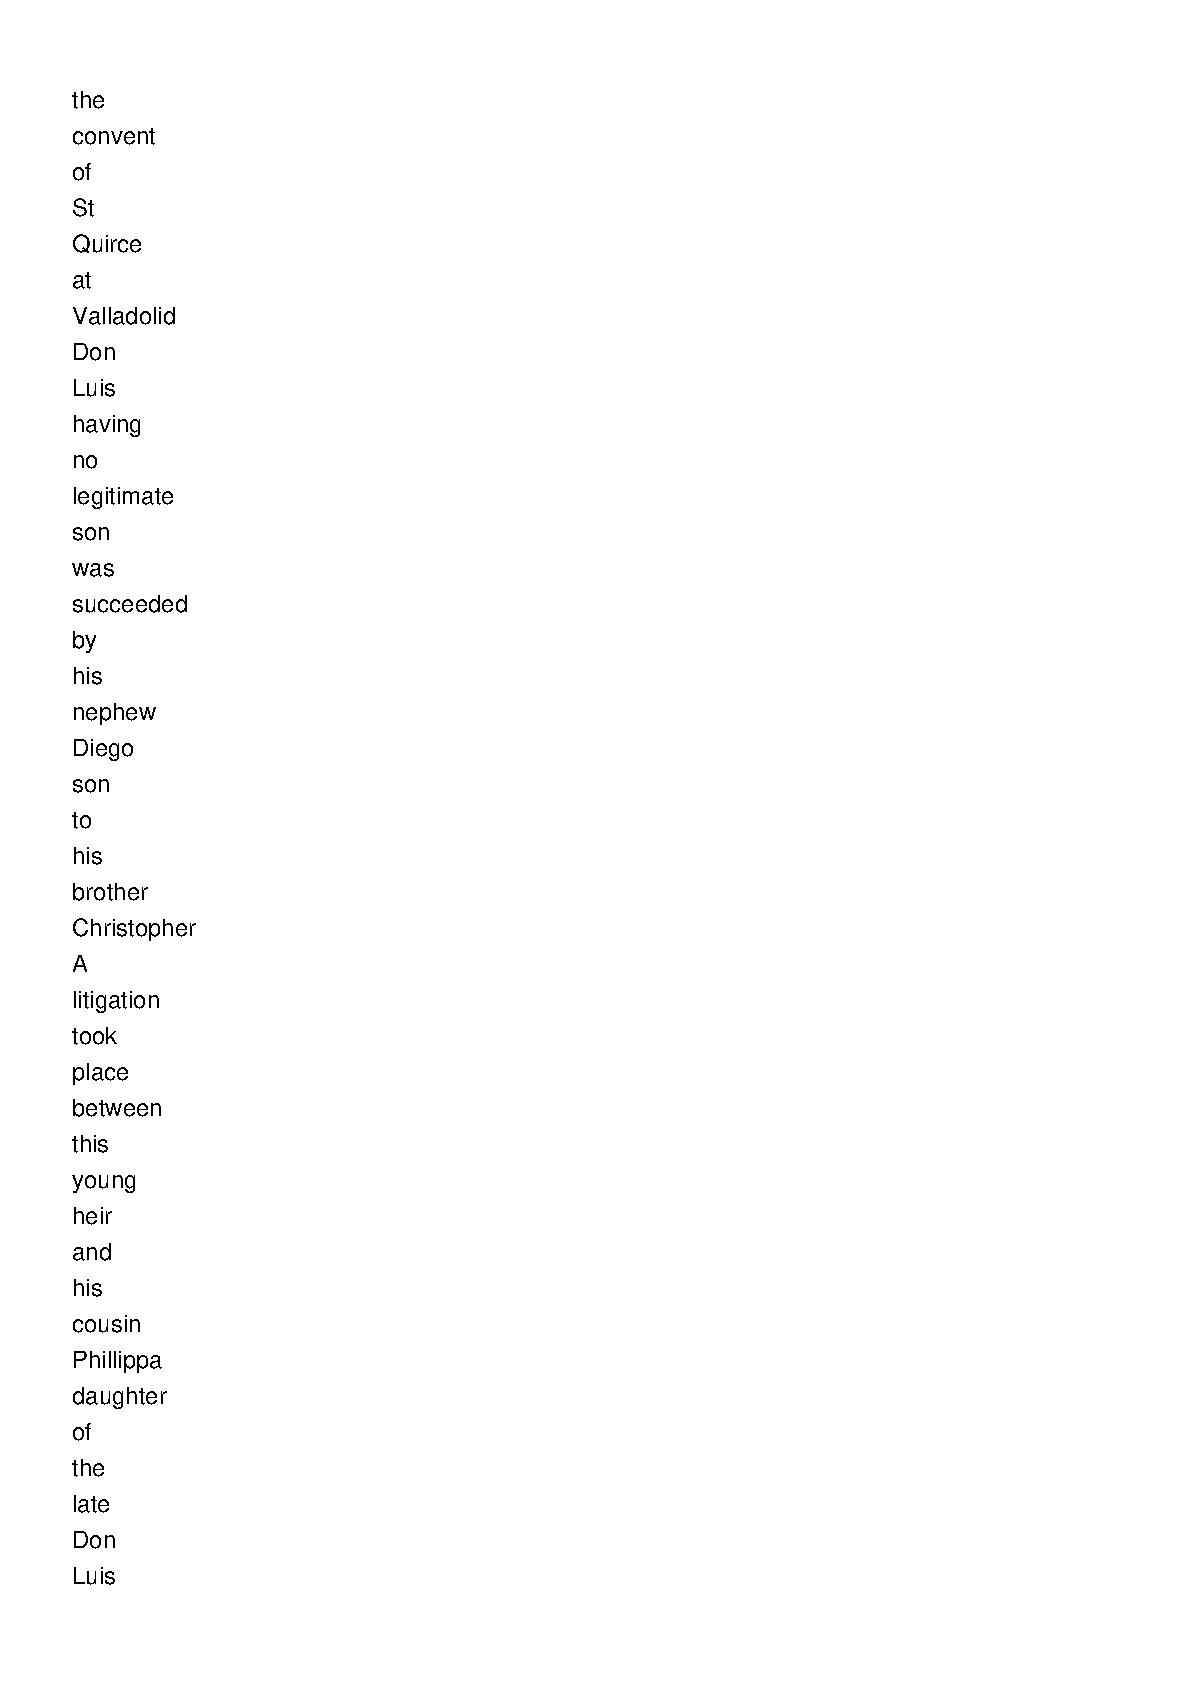 the
convent
of
St
Quirce
at
Valladolid
Don
Luis
having
no
legitimate
son
was
succeeded
by
his
nephew
Diego
son
to
his
brother
Christopher
A
litigation
took
place
between
this
young
heir
and
his
cousin
Phillippa
daughter
of
the
late
Don
Luis